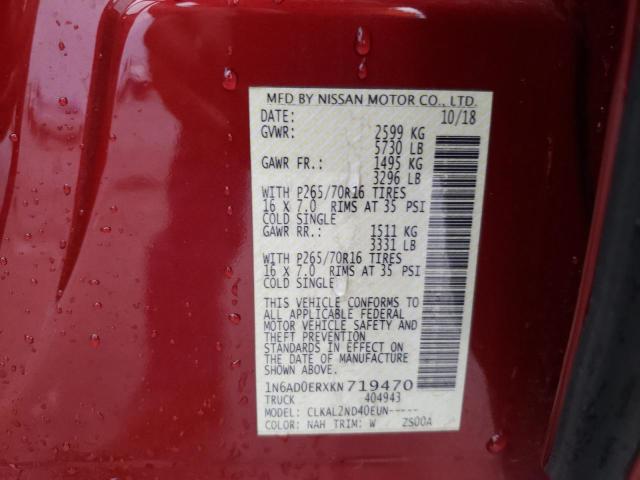 MFD BY NISSAN MOTOR CO., LTD.
DATE: 10/18
GVWR: 2599 KG
5730 LB
GAWR FR.: 1495 KG
3296 LB
WITH P265/70R16 TIRES
16 X 7.0 RIMS AT 35 PSI
COLD SINGLE
GAWR RR.: 1511 KG
3331 LB
WITH P265/70R16 TIRES
16 X 7.0 RIMS AT 35 PSI
COLD SINGLE
THIS VEHICLE CONFORMS TO
ALL APPLICABLE FEDERAL
MOTOR VEHICLE SAFETY AND
THEFT PREVENTION
STANDARDS IN EFFECT ON
THE DATE OF MANUFACTURE
SHOWN ABOVE.
1N6AD0ERXKN719470
TRUCK 404943
MODEL: CLKALZND40EUN-----
COLOR: NAH TRIM: W ZS00A